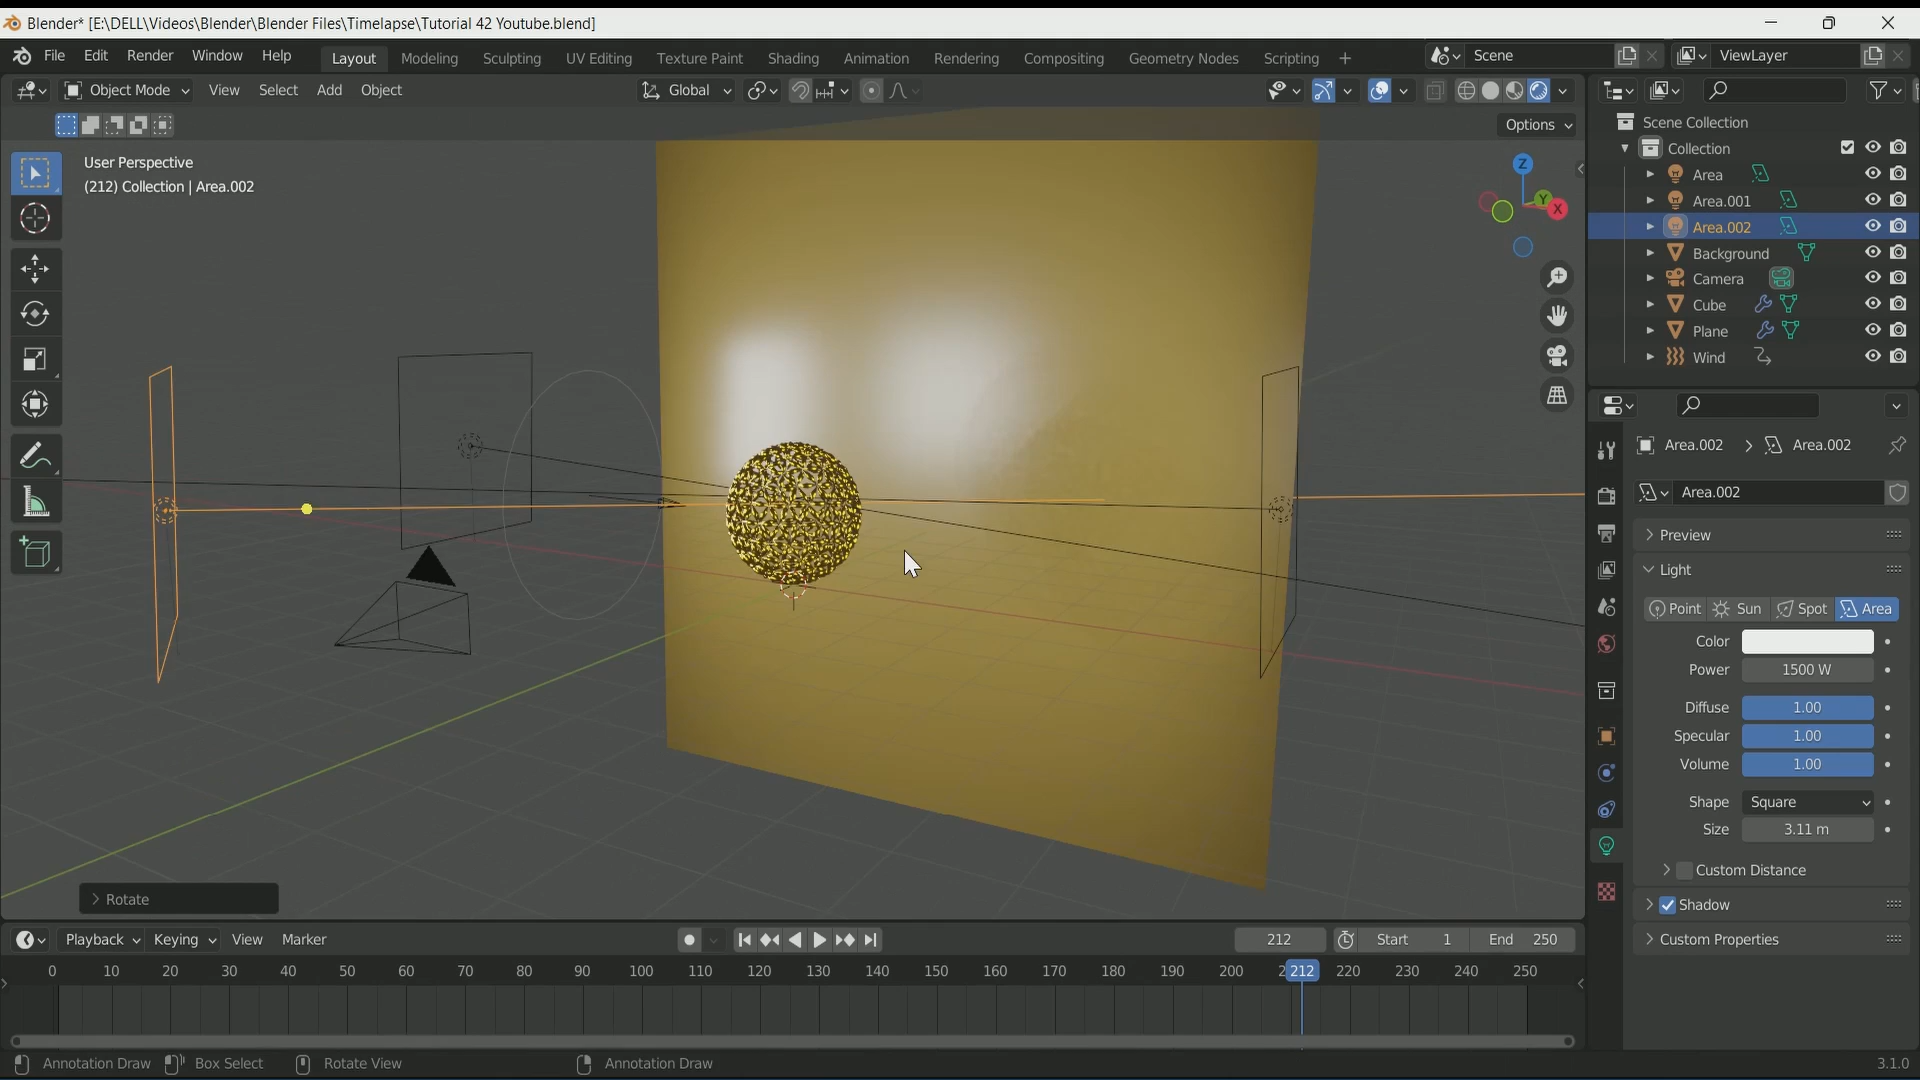 Blender* [E:\DELL\Videos\Blender\Blender Files\Timelapse\Tutorial 42 Youtube.blend]
File Edit Render Window Help Layout Modeling Sculpting UV Editing Texture Paint Shading Animation Rendering Compositing Geometry Nodes Scripting + Scene ViewLayer
Object Mode View Select Add Object Global
Options
User Perspective
(212) Collection | Area.002
Z
Y
X
Scene Collection
Collection
Area
Area.001
Area.002
Background
Camera
Cube
Plane
Wind
Area.002 > Area.002
Area.002
Preview
Light
Point Sun Spot Area
Color
Power 1500 W
Diffuse 1.00
Specular 1.00
Volume 1.00
Shape Square
Size 3.11 m
Custom Distance
Shadow
Custom Properties
Rotate
Playback Keying View Marker 212 Start 1 End 250
0 10 20 30 40 50 60 70 80 90 100 110 120 130 140 150 160 170 180 190 200 212 220 230 240 250
Annotation Draw Box Select Rotate View Annotation Draw 3.1.0